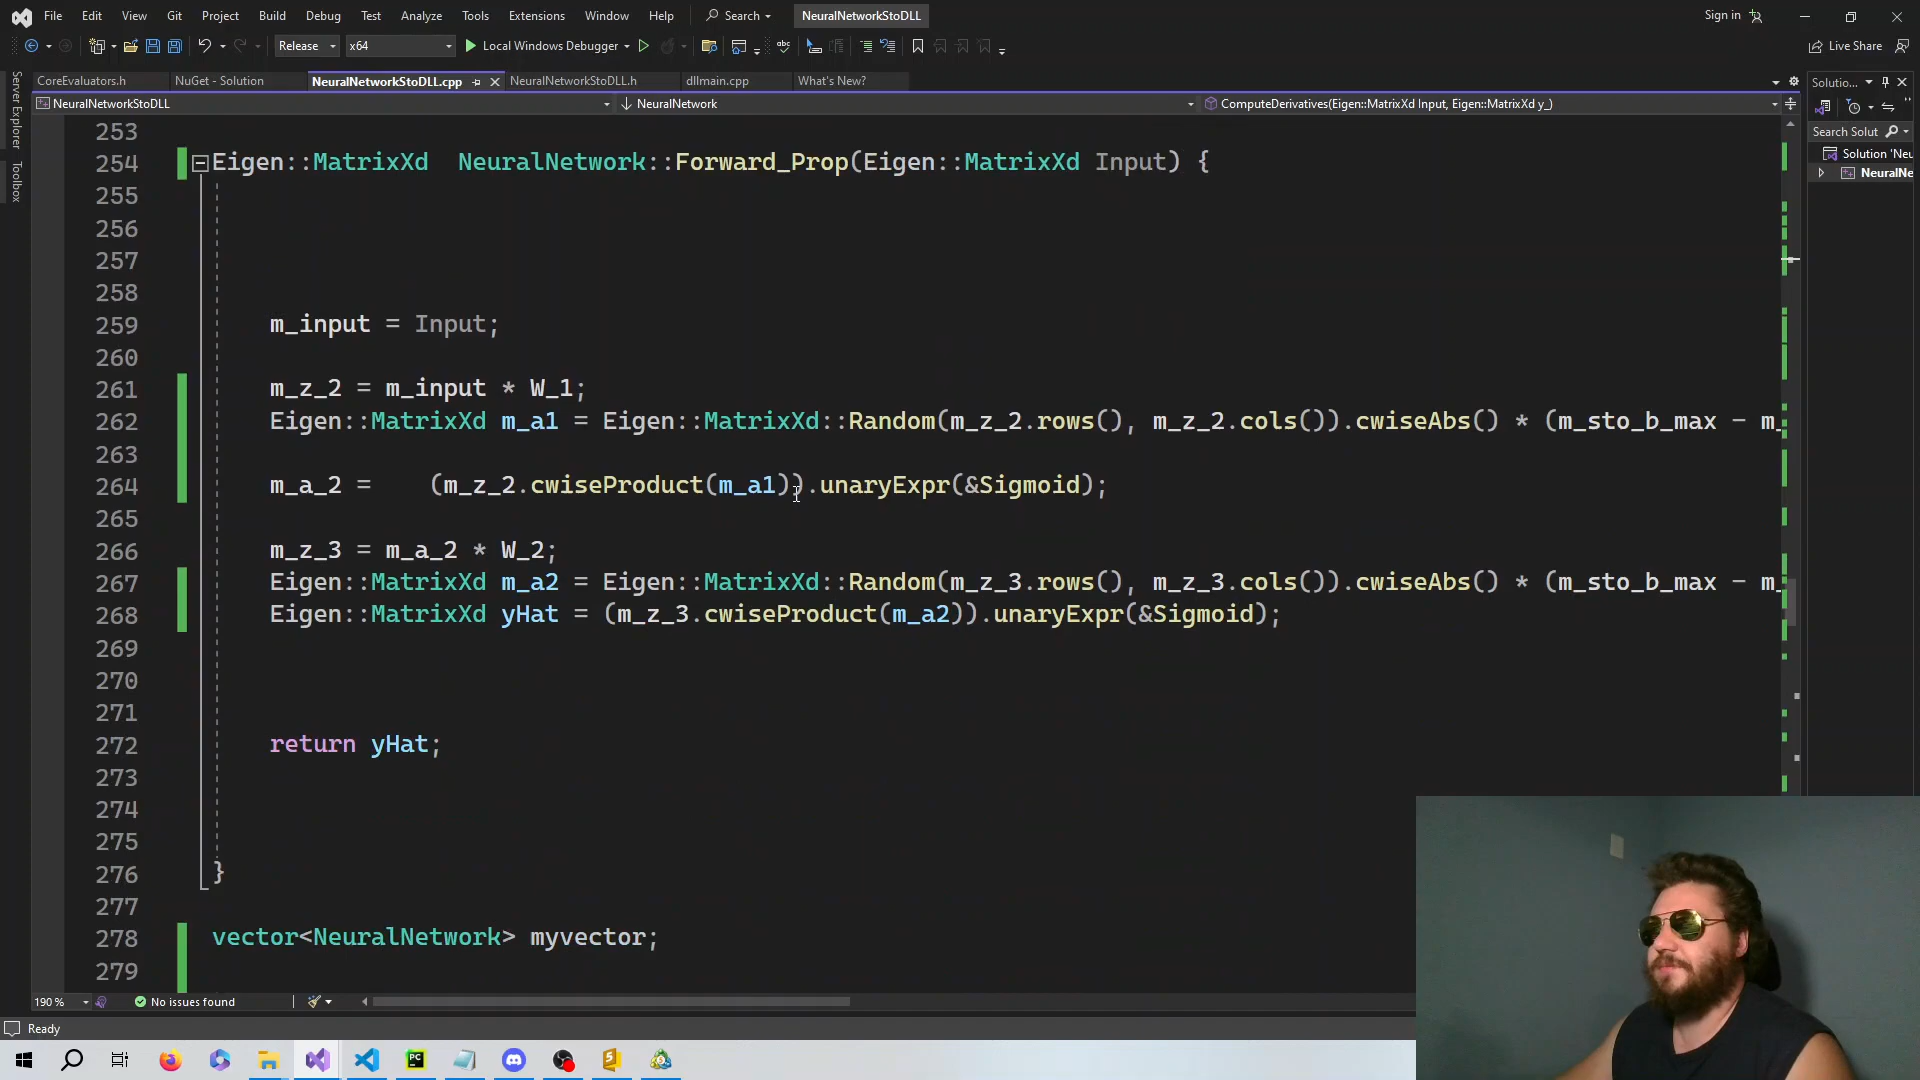 File Edit View Git Project Build Debug Test Analyze Tools Extensions Window Help Search NeuralNetworkStoDLL Sign in
Release x64 Local Windows Debugger Live Share
CoreEvaluators.h NuGet - Solution NeuralNetworkStoDLL.cpp NeuralNetworkStoDLL.h dllmain.cpp What's New? Solutio...
NeuralNetworkStoDLL NeuralNetwork ComputeDerivatives(Eigen::MatrixXd Input, Eigen::MatrixXd y_)
Server Explorer
Toolbox
Search Solut
Solution 'Neu
NeuralNe
253
254 Eigen::MatrixXd NeuralNetwork::Forward_Prop(Eigen::MatrixXd Input) {
255
256
257
258
259 m_input = Input;
260
261 m_z_2 = m_input * W_1;
262 Eigen::MatrixXd m_a1 = Eigen::MatrixXd::Random(m_z_2.rows(), m_z_2.cols()).cwiseAbs() * (m_sto_b_max - m_
263
264 m_a_2 = (m_z_2.cwiseProduct(m_a1)).unaryExpr(&Sigmoid);
265
266 m_z_3 = m_a_2 * W_2;
267 Eigen::MatrixXd m_a2 = Eigen::MatrixXd::Random(m_z_3.rows(), m_z_3.cols()).cwiseAbs() * (m_sto_b_max - m_
268 Eigen::MatrixXd yHat = (m_z_3.cwiseProduct(m_a2)).unaryExpr(&Sigmoid);
269
270
271
272 return yHat;
273
274
275
276 }
277
278 vector<NeuralNetwork> myvector;
279
190 % No issues found
Ready